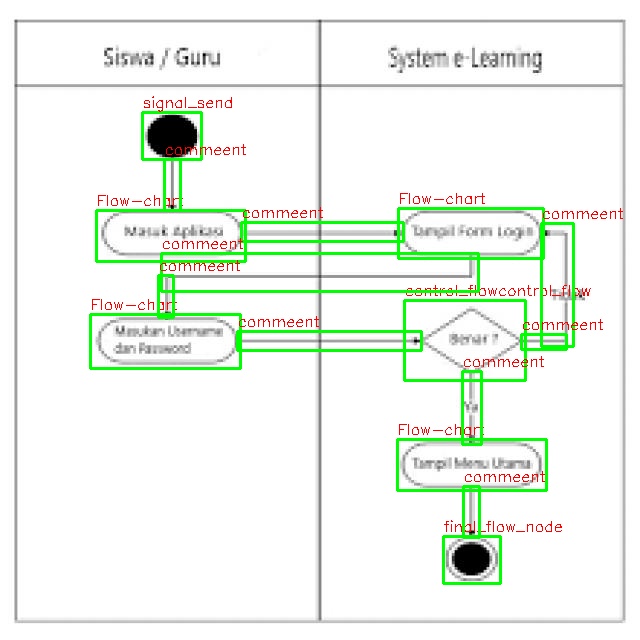 Siswa / Guru
System e-Learning
signal_send
commeent
Flow-chart
Flow-chart
commeent
commeent
Masuk Aplikasi
Tampil Form Login
commeent
commeent
control_flowcontrol_flow
Flow-chart
commeent
commeent
Masukan Username
dan Password
Benar ?
commeent
Ya
Flow-chart
Tampil Menu Utama
commeent
final_flow_node